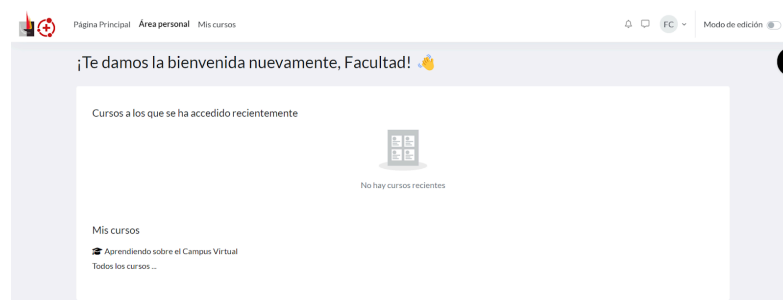 Página Principal Área personal Mis cursos FC Modo de edición
¡Te damos la bienvenida nuevamente, Facultad!
Cursos a los que se ha accedido recientemente
No hay cursos recientes
Mis cursos
Aprendiendo sobre el Campus Virtual
Todos los cursos ...